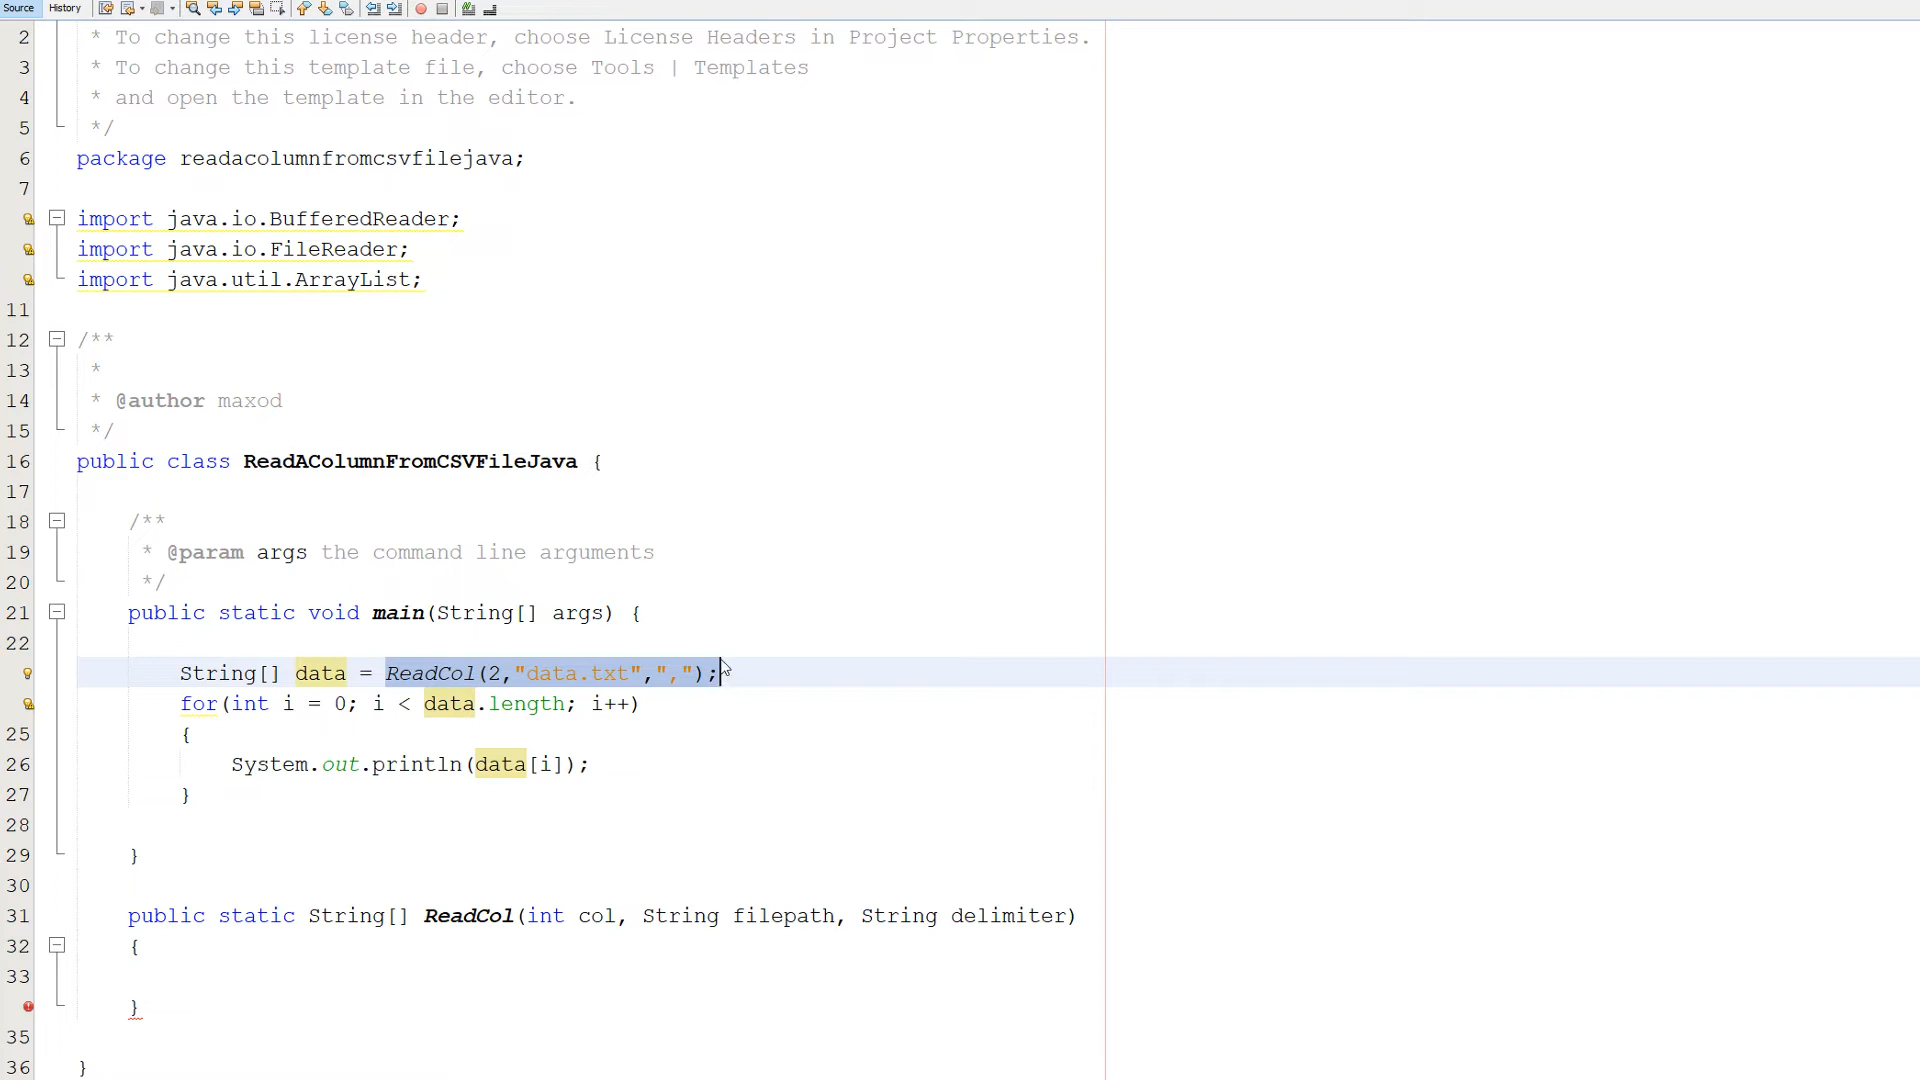 Source History
2 * To change this license header, choose License Headers in Project Properties.
3 * To change this template file, choose Tools | Templates
4 * and open the template in the editor.
5 */
6 package readacolumnfromcsvfilejava;
7
import java.io.BufferedReader;
import java.io.FileReader;
import java.util.ArrayList;
11
12 /**
13 *
14 * @author maxod
15 */
16 public class ReadAColumnFromCSVFileJava {
17
18 /**
19 * @param args the command line arguments
20 */
21 public static void main(String[] args) {
22
String[] data = ReadCol(2,"data.txt",",");
for(int i = 0; i < data.length; i++)
25 {
26 System.out.println(data[i]);
27 }
28
29 }
30
31 public static String[] ReadCol(int col, String filepath, String delimiter)
32 {
33
}
35
36 }